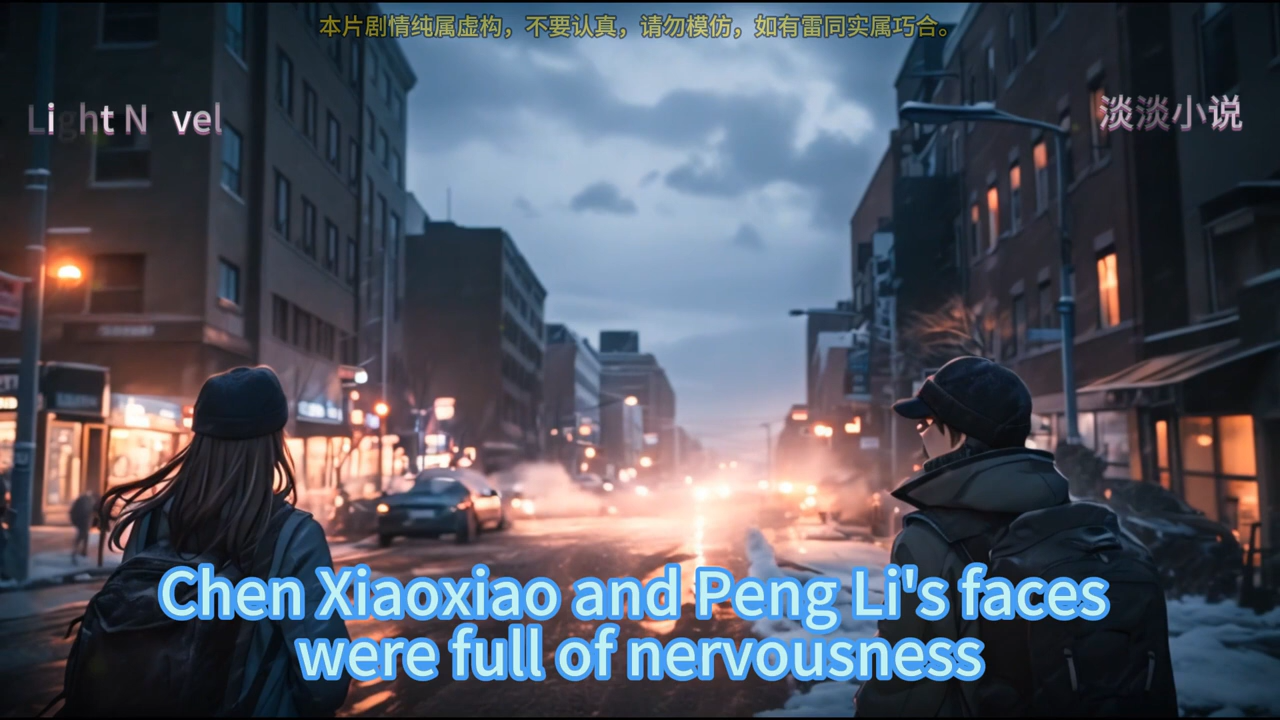 本片剧情纯属虚构，不要认真，请勿模仿，如有雷同实属巧合。
Light N vel
淡淡小说
Chen Xiaoxiao and Peng Li's faces
were full of nervousness